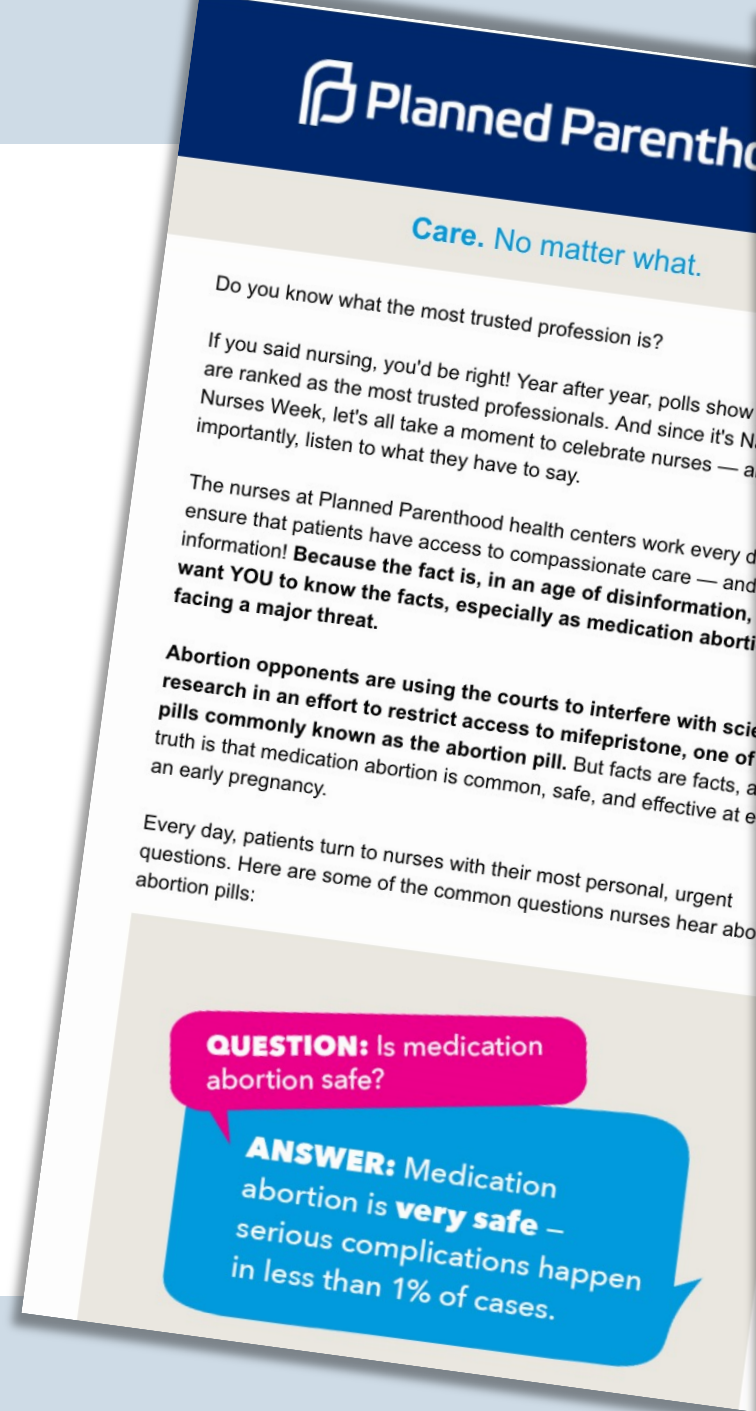 Planned Parentho
Care. No matter what.
Do you know what the most trusted profession is?
If you said nursing, you'd be right! Year after year, polls show
are ranked as the most trusted professionals. And since it's N
Nurses Week, let's all take a moment to celebrate nurses — a
importantly, listen to what they have to say.
The nurses at Planned Parenthood health centers work every d
ensure that patients have access to compassionate care — and
information! Because the fact is, in an age of disinformation,
want YOU to know the facts, especially as medication aborti
facing a major threat.
Abortion opponents are using the courts to interfere with scie
research in an effort to restrict access to mifepristone, one of
pills commonly known as the abortion pill. But facts are facts, a
truth is that medication abortion is common, safe, and effective at e
an early pregnancy.
Every day, patients turn to nurses with their most personal, urgent
questions. Here are some of the common questions nurses hear abo
abortion pills:
QUESTION: Is medication
abortion safe?
ANSWER: Medication
abortion is very safe –
serious complications happen
in less than 1% of cases.